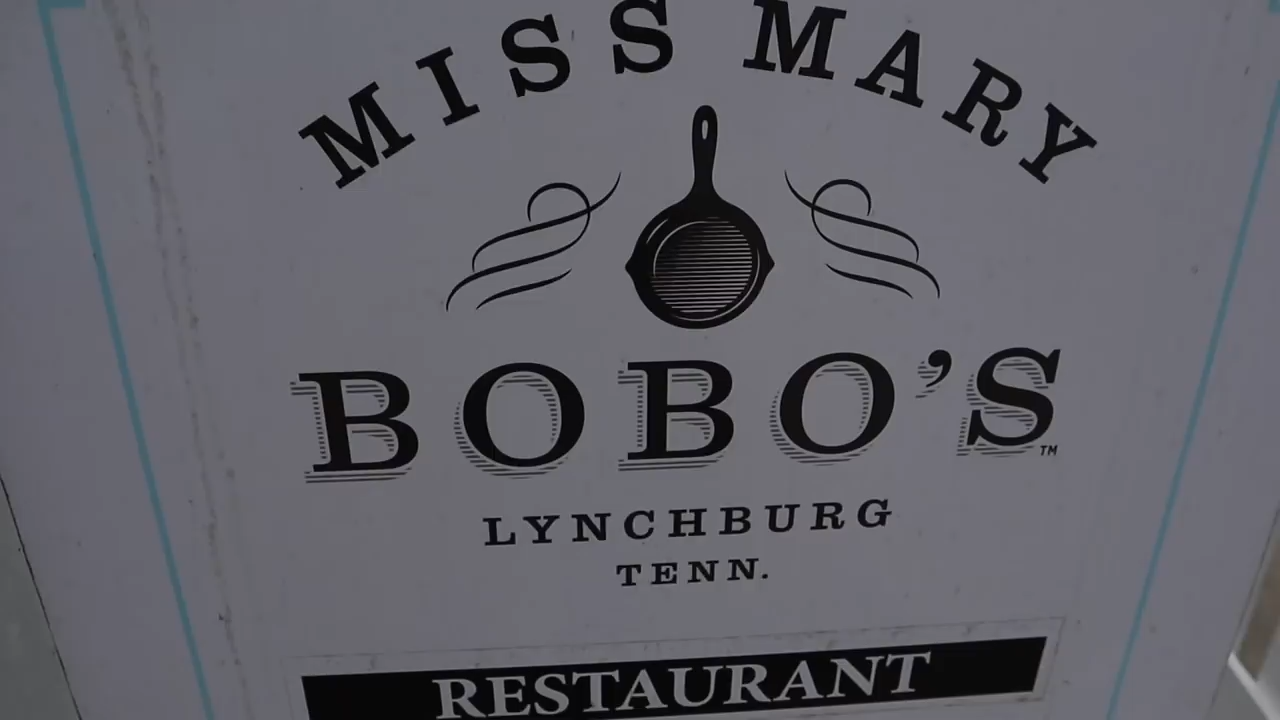 MISS MARY
BOBO'S™
LYNCHBURG
TENN.
RESTAURANT